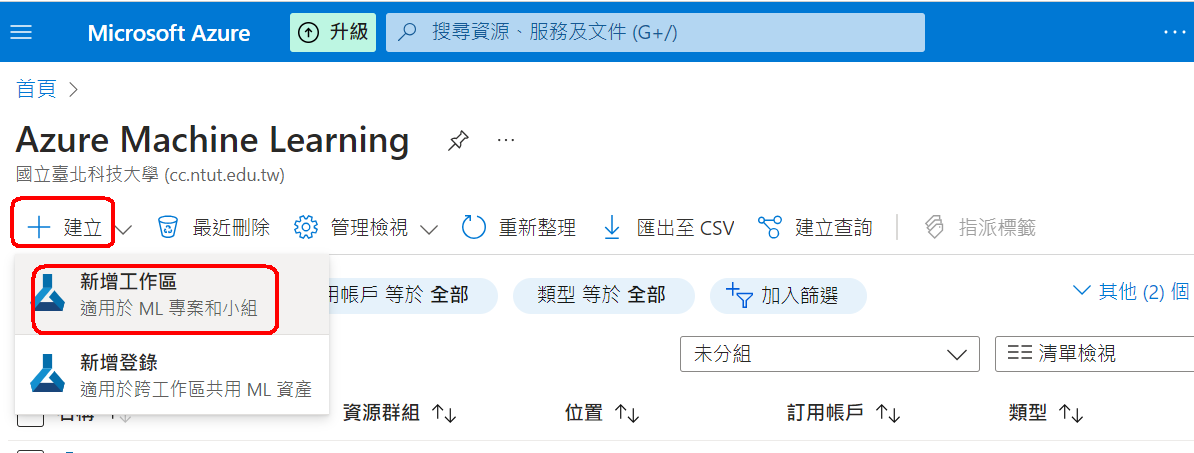 Microsoft Azure 升級 搜尋資源、服務及文件 (G+/) ...
首頁 >
Azure Machine Learning ...
國立臺北科技大學 (cc.ntut.edu.tw)
+ 建立 最近刪除 管理檢視 重新整理 匯出至 CSV 建立查詢 指派標籤
新增工作區
適用於 ML 專案和小組
用帳戶 等於 全部 類型 等於 全部 加入篩選 其他 (2) 個
新增登錄
適用於跨工作區共用 ML 資產
未分組 清單檢視
名稱 ↑↓ 資源群組 ↑↓ 位置 ↑↓ 訂用帳戶 ↑↓ 類型 ↑↓